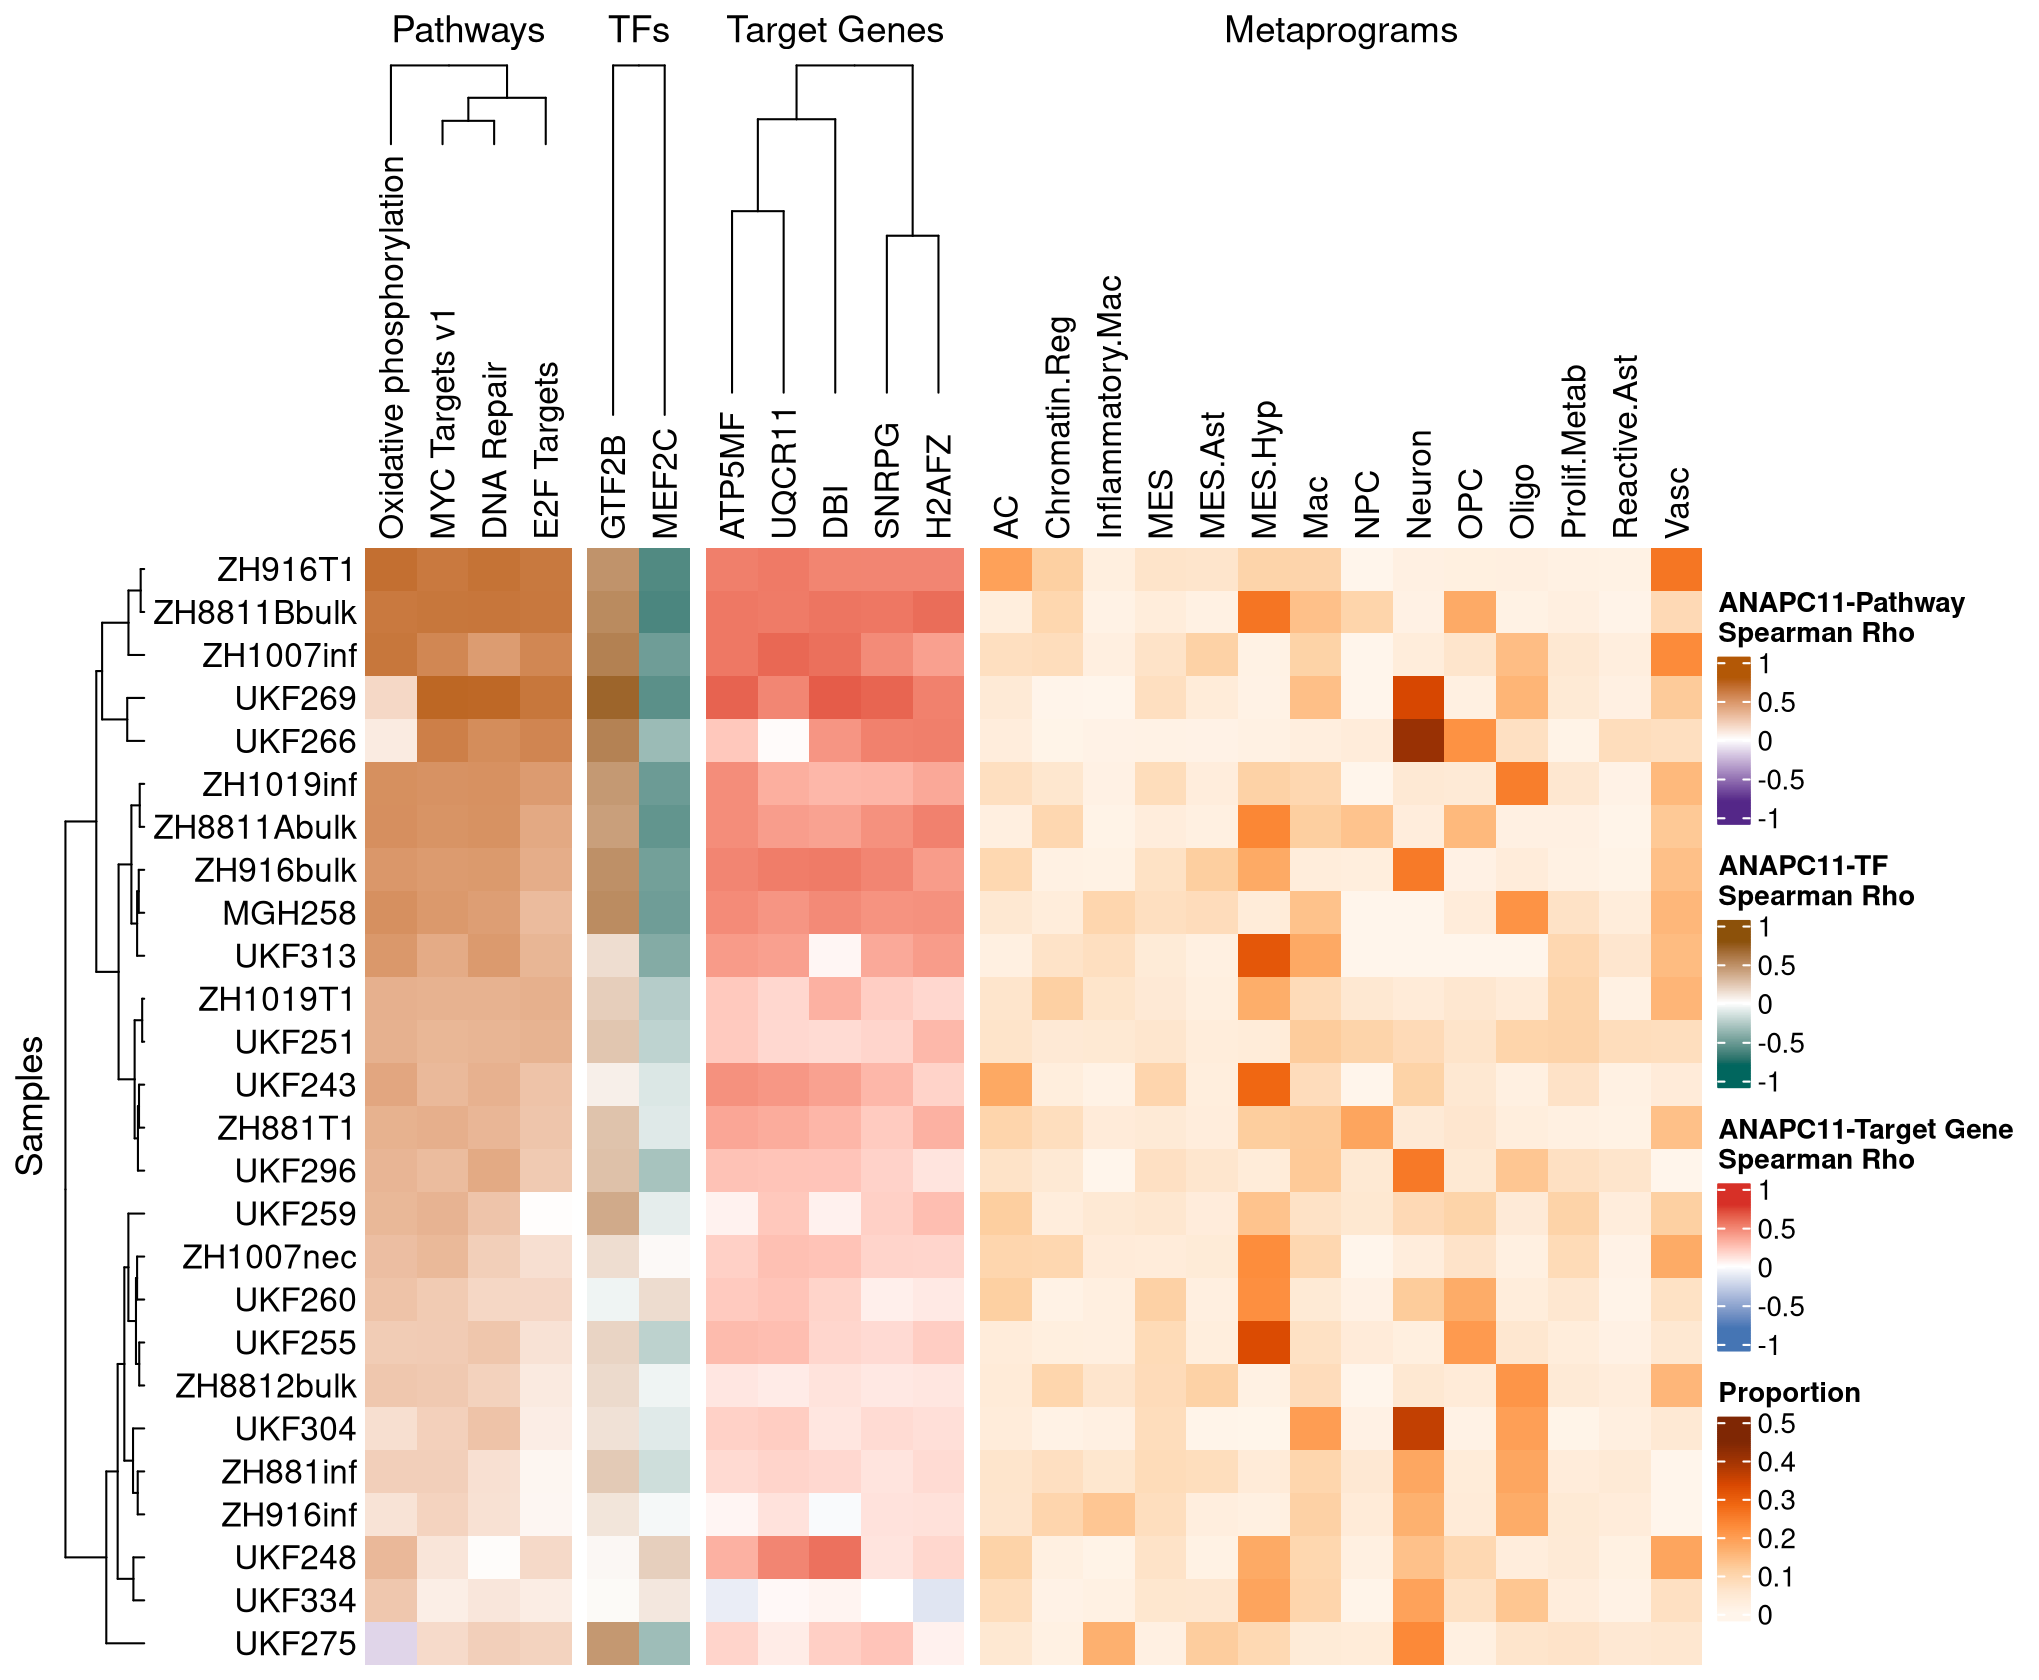 Pathways TFs Target Genes Metaprograms
Oxidative phosphorylation
MYC Targets v1
DNA Repair
E2F Targets
GTF2B
MEF2C
ATP5MF
UQCR11
DBI
SNRPG
H2AFZ
AC
Chromatin.Reg
Inflammatory.Mac
MES
MES.Ast
MES.Hyp
Mac
NPC
Neuron
OPC
Oligo
Prolif.Metab
Reactive.Ast
Vasc
Samples
ZH916T1
ZH8811Bbulk
ZH1007inf
UKF269
UKF266
ZH1019inf
ZH8811Abulk
ZH916bulk
MGH258
UKF313
ZH1019T1
UKF251
UKF243
ZH881T1
UKF296
UKF259
ZH1007nec
UKF260
UKF255
ZH8812bulk
UKF304
ZH881inf
ZH916inf
UKF248
UKF334
UKF275
ANAPC11-Pathway
Spearman Rho
1
0.5
0
-0.5
-1
ANAPC11-TF
Spearman Rho
1
0.5
0
-0.5
-1
ANAPC11-Target Gene
Spearman Rho
1
0.5
0
-0.5
-1
Proportion
0.5
0.4
0.3
0.2
0.1
0